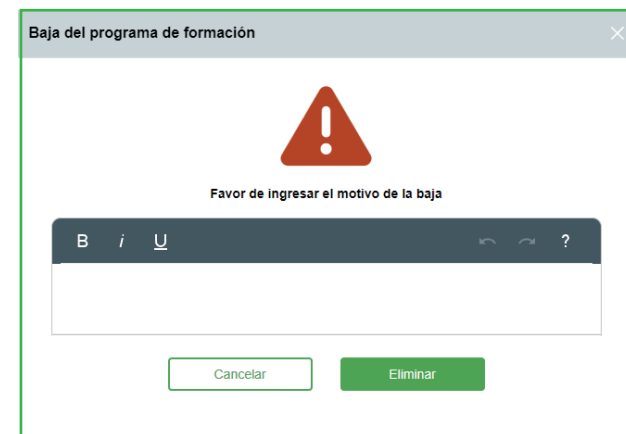 Baja del programa de formación
Favor de ingresar el motivo de la baja
B i U ?
Cancelar Eliminar